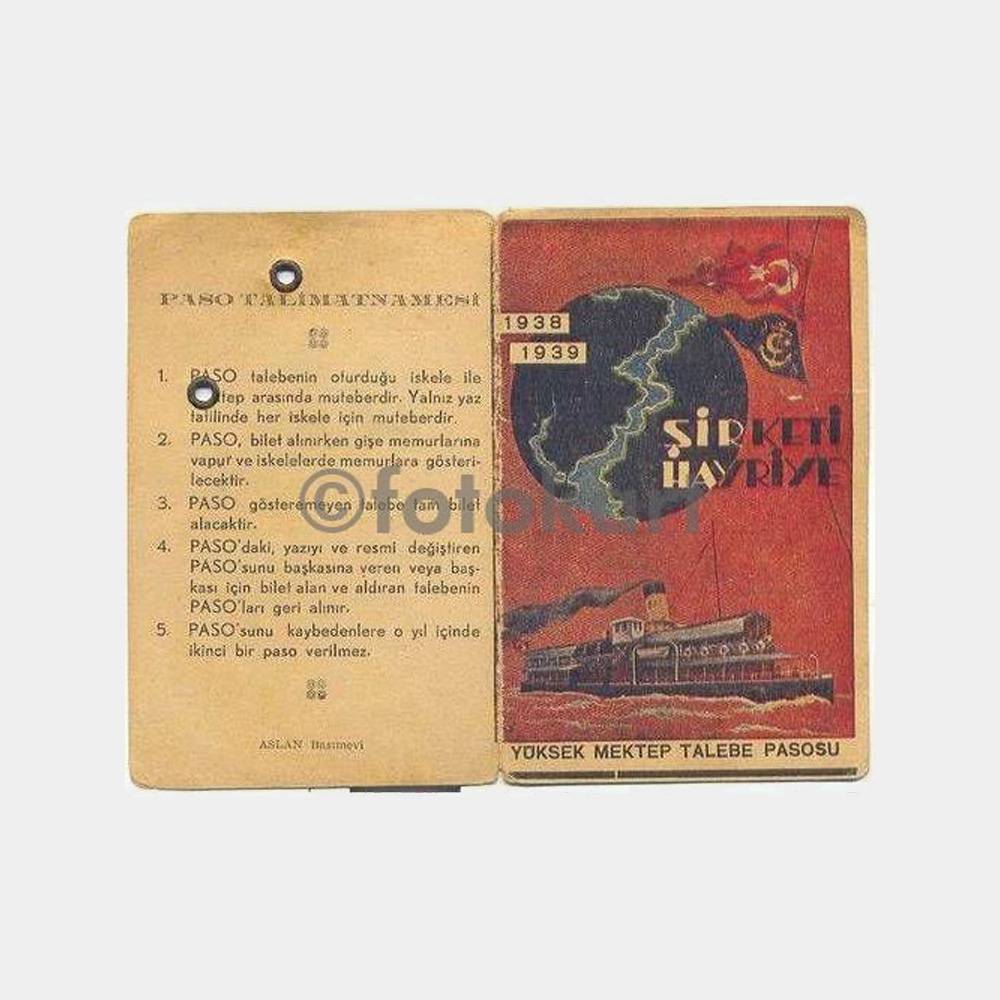 PASO TALİMATNAMESİ
1. PASO talebenin oturduğu iskele ile
mektep arasında muteberdir. Yalnız yaz
tatilinde her iskele için muteberdir.
2. PASO, bilet alınırken gişe memurlarına
vapur ve iskelelerde memurlara gösteri-
lecektir.
3. PASO gösteremeyen talebe tam bilet
alacaktır.
4. PASO'daki, yazıyı ve resmi değiştiren
PASO'sunu başkasına veren veya baş-
kası için bilet alan ve aldıran talebenin
PASO'ları geri alınır.
5. PASO'sunu kaybedenlere o yıl içinde
ikinci bir paso verilmez.
ASLAN Basımevi
1938
1939
ŞİRKETİ
HAYRİYE
YÜKSEK MEKTEP TALEBE PASOSU
©fotokart